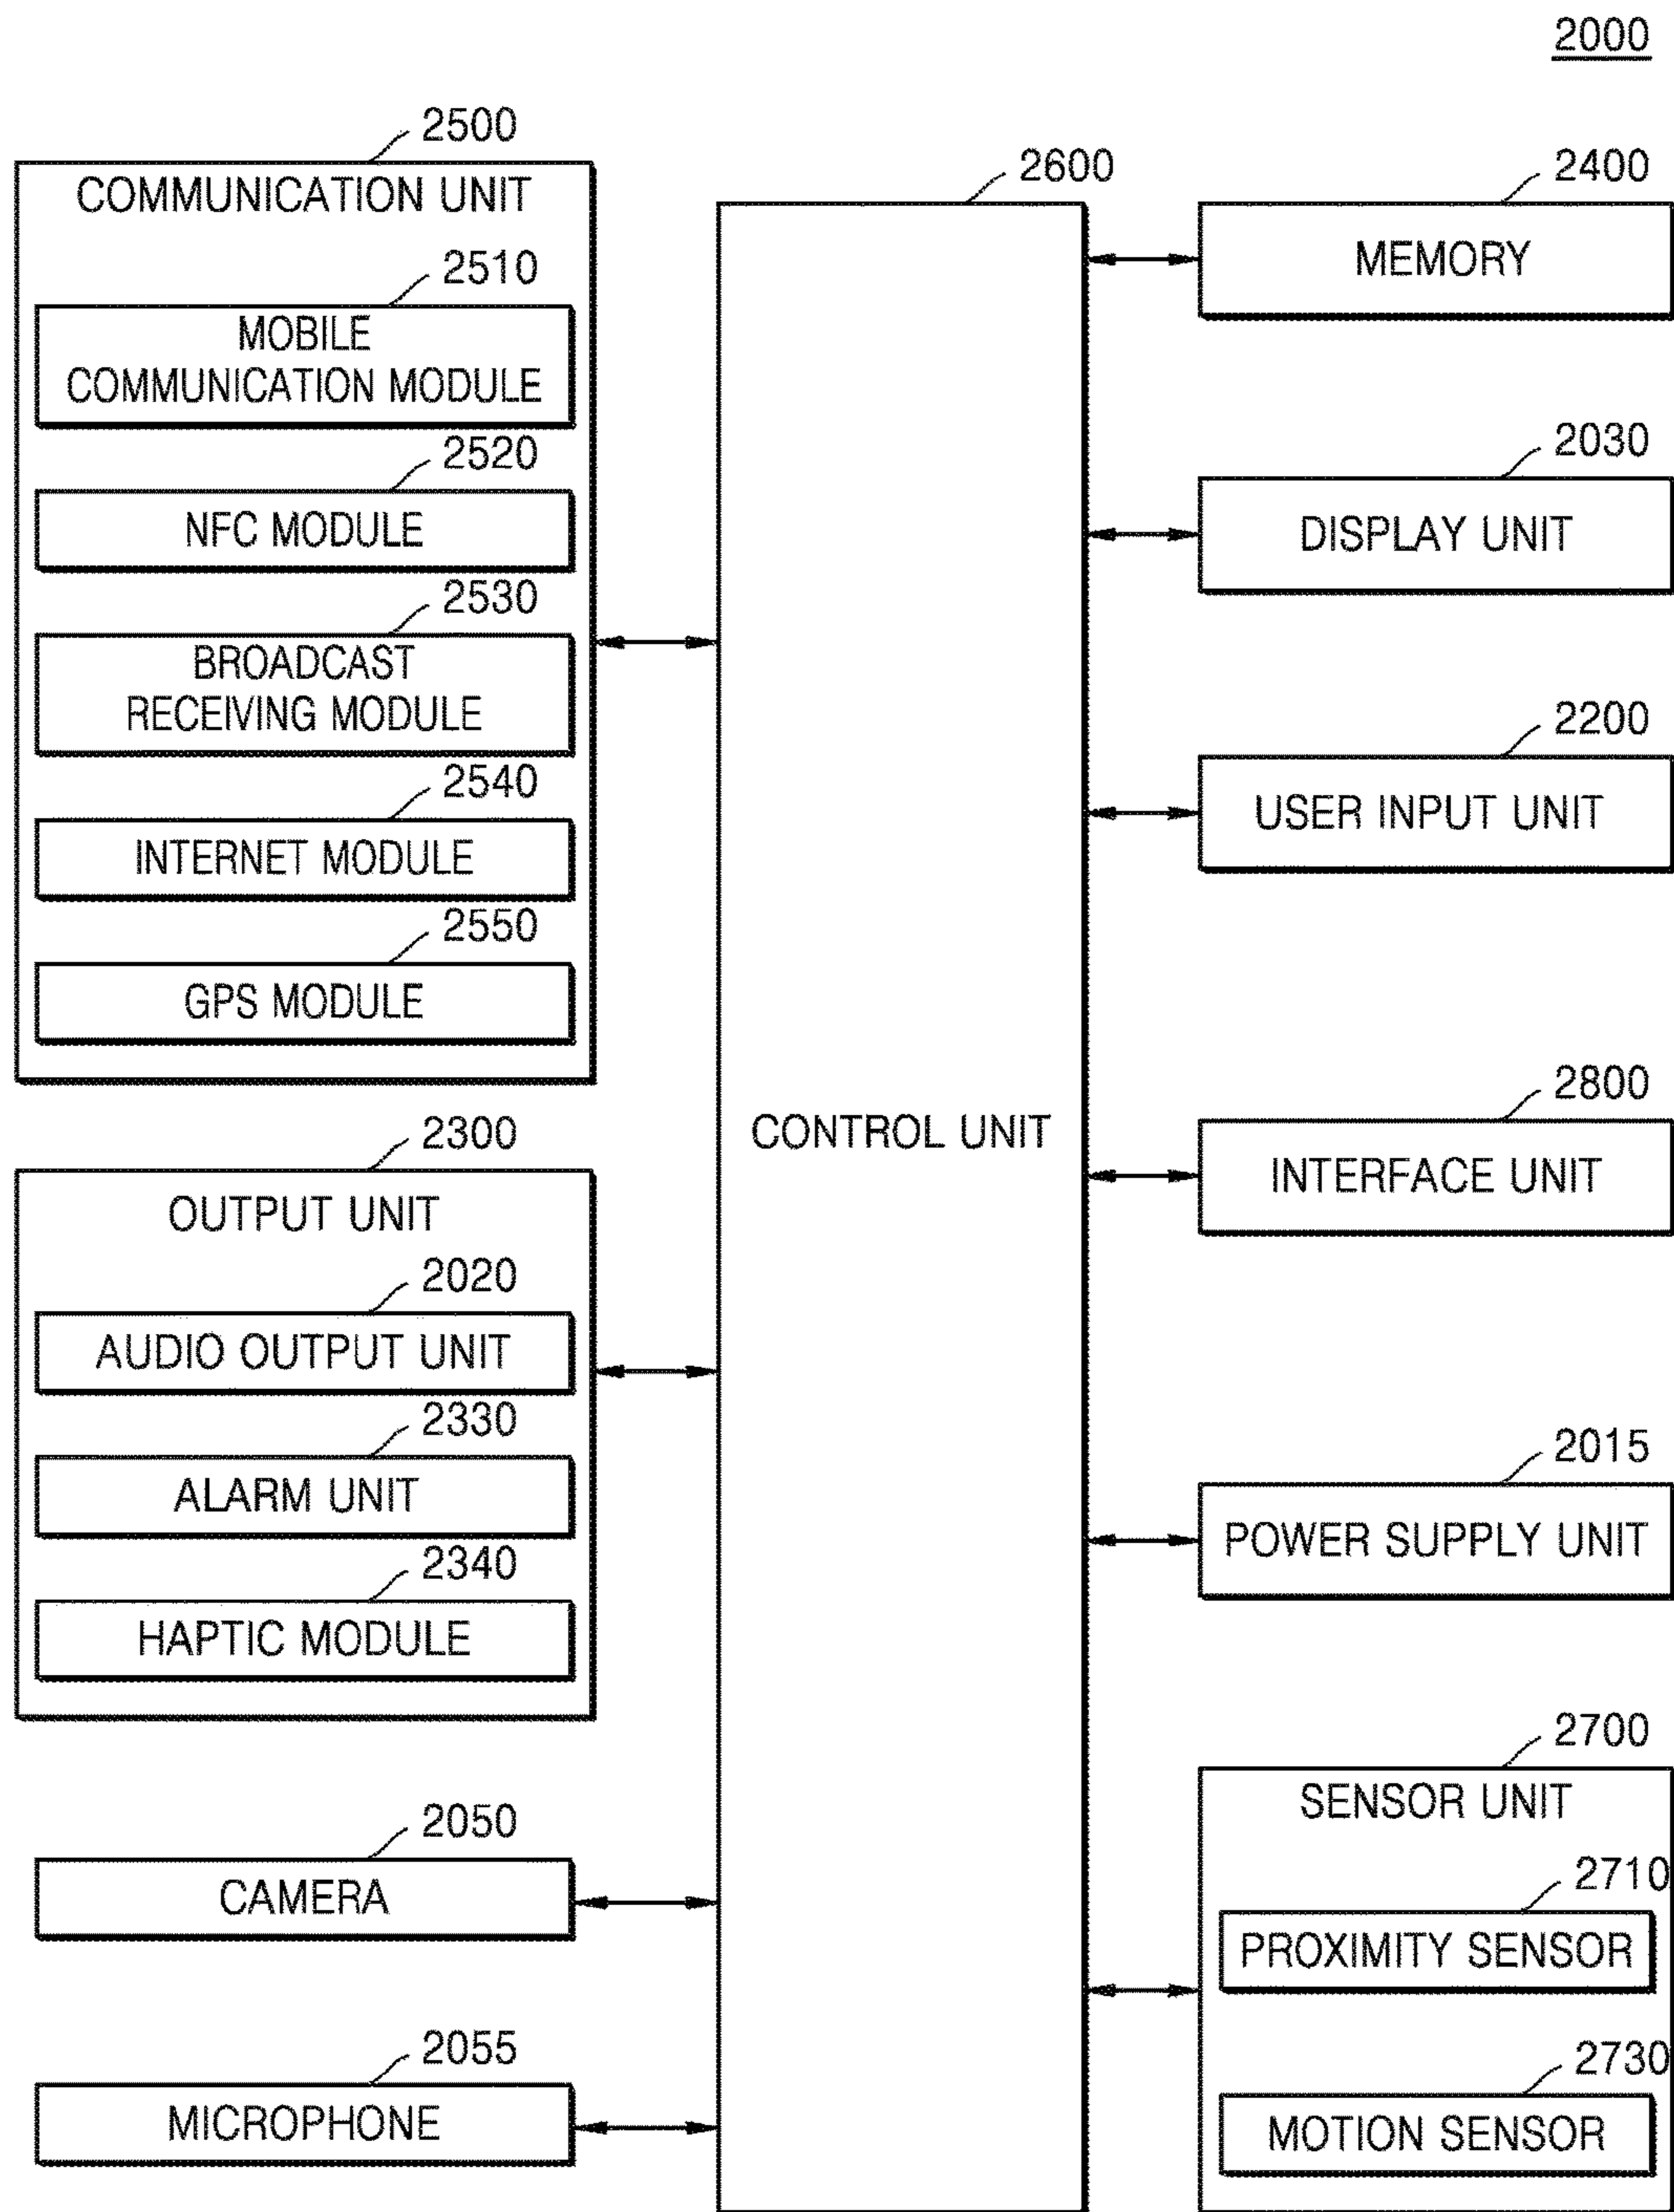 2000
2500
COMMUNICATION UNIT
2510
MOBILE
COMMUNICATION MODULE
2520
NFC MODULE
2530
BROADCAST
RECEIVING MODULE
2540
INTERNET MODULE
2550
GPS MODULE
2300
OUTPUT UNIT
2020
AUDIO OUTPUT UNIT
2330
ALARM UNIT
2340
HAPTIC MODULE
2050
CAMERA
2055
MICROPHONE
2600
CONTROL UNIT
2400
MEMORY
2030
DISPLAY UNIT
2200
USER INPUT UNIT
2800
INTERFACE UNIT
2015
POWER SUPPLY UNIT
2700
SENSOR UNIT
2710
PROXIMITY SENSOR
2730
MOTION SENSOR